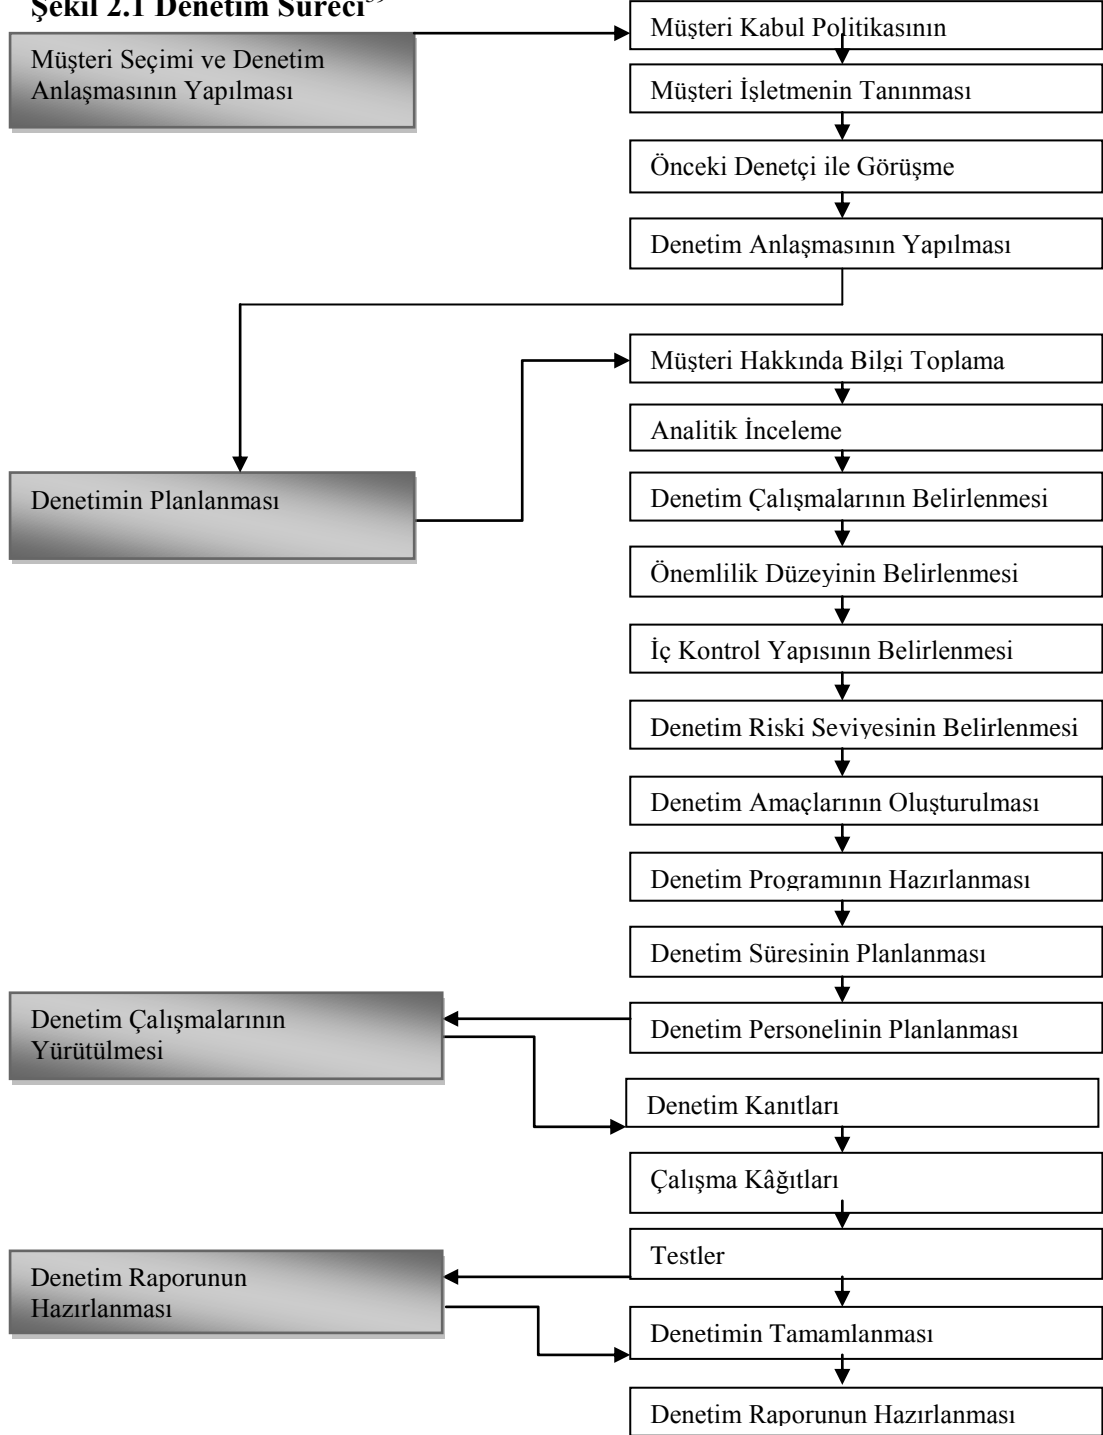 Şekil 2.1 Denetim Süreci
Müşteri Seçimi ve Denetim
Anlaşmasının Yapılması
Müşteri Kabul Politikasının
Müşteri İşletmenin Tanınması
Önceki Denetçi ile Görüşme
Denetim Anlaşmasının Yapılması
Denetimin Planlanması
Müşteri Hakkında Bilgi Toplama
Analitik İnceleme
Denetim Çalışmalarının Belirlenmesi
Önemlilik Düzeyinin Belirlenmesi
İç Kontrol Yapısının Belirlenmesi
Denetim Riski Seviyesinin Belirlenmesi
Denetim Amaçlarının Oluşturulması
Denetim Programının Hazırlanması
Denetim Süresinin Planlanması
Denetim Personelinin Planlanması
Denetim Çalışmalarının
Yürütülmesi
Denetim Kanıtları
Çalışma Kâğıtları
Testler
Denetim Raporunun
Hazırlanması
Denetimin Tamamlanması
Denetim Raporunun Hazırlanması